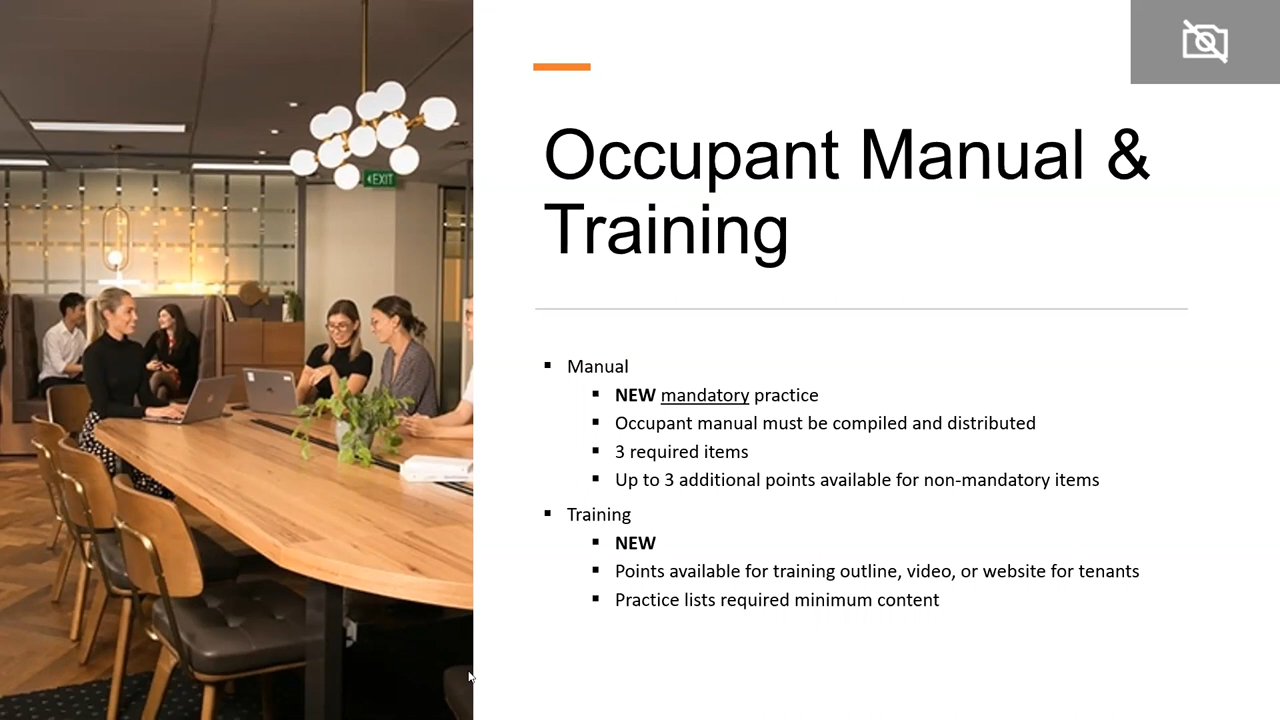 EXIT
Occupant Manual &
Training
Manual
NEW mandatory practice
Occupant manual must be compiled and distributed
3 required items
Up to 3 additional points available for non-mandatory items
Training
NEW
Points available for training outline, video, or website for tenants
Practice lists required minimum content